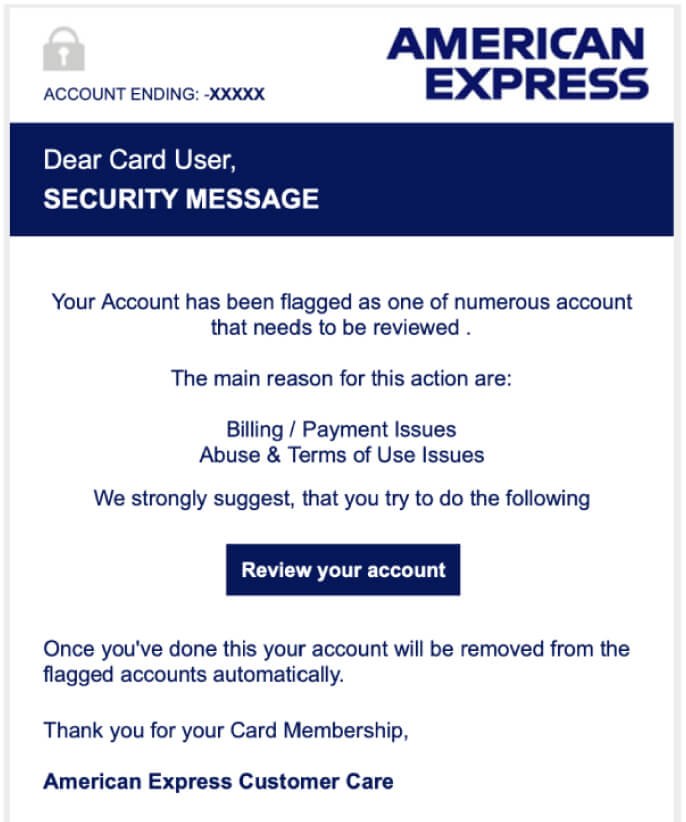 AMERICAN
EXPRESS
ACCOUNT ENDING: -XXXXX
Dear Card User,
SECURITY MESSAGE
Your Account has been flagged as one of numerous account
that needs to be reviewed .
The main reason for this action are:
Billing / Payment Issues
Abuse & Terms of Use Issues
We strongly suggest, that you try to do the following
Review your account
Once you've done this your account will be removed from the
flagged accounts automatically.
Thank you for your Card Membership,
American Express Customer Care